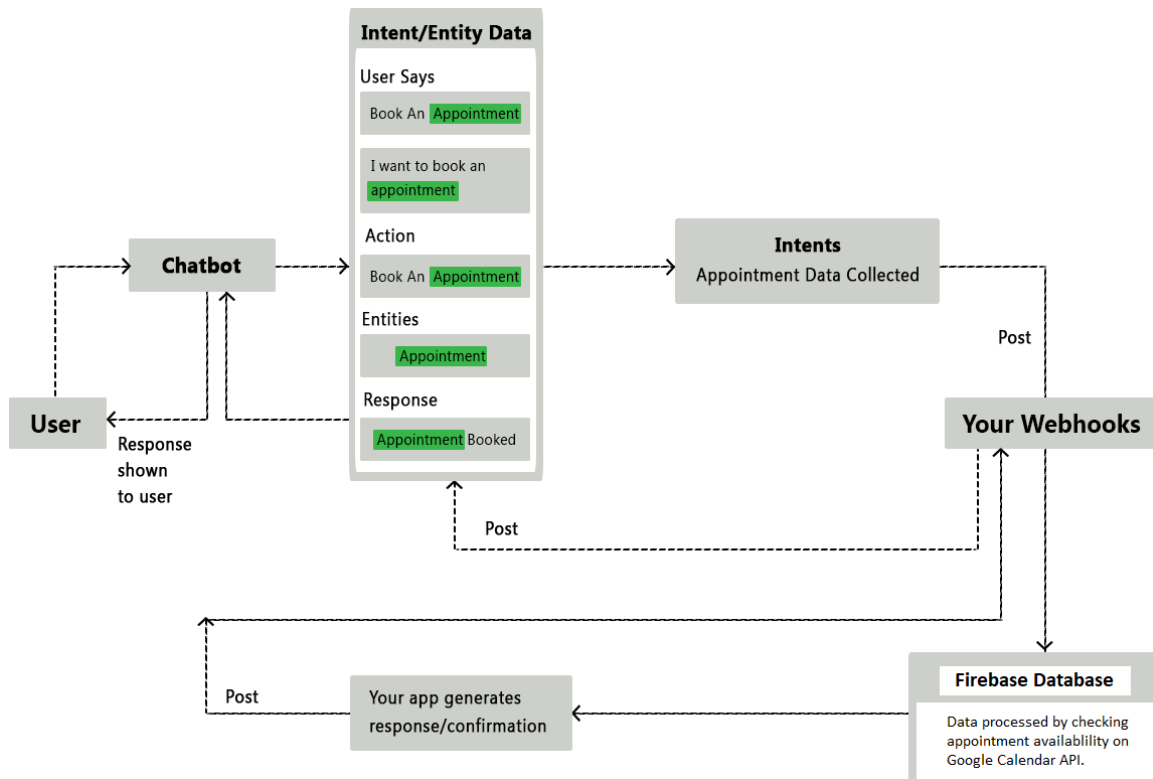 Intent/Entity Data
User Says
Book An Appointment
I want to book an
appointment
Action
Book An Appointment
Entities
Appointment
Response
Appointment Booked
Chatbot
User
Response
shown
to user
Intents
Appointment Data Collected
Post
Your Webhooks
Post
Firebase Database
Data processed by checking
appointment availablility on
Google Calendar API.
Your app generates
response/confirmation
Post